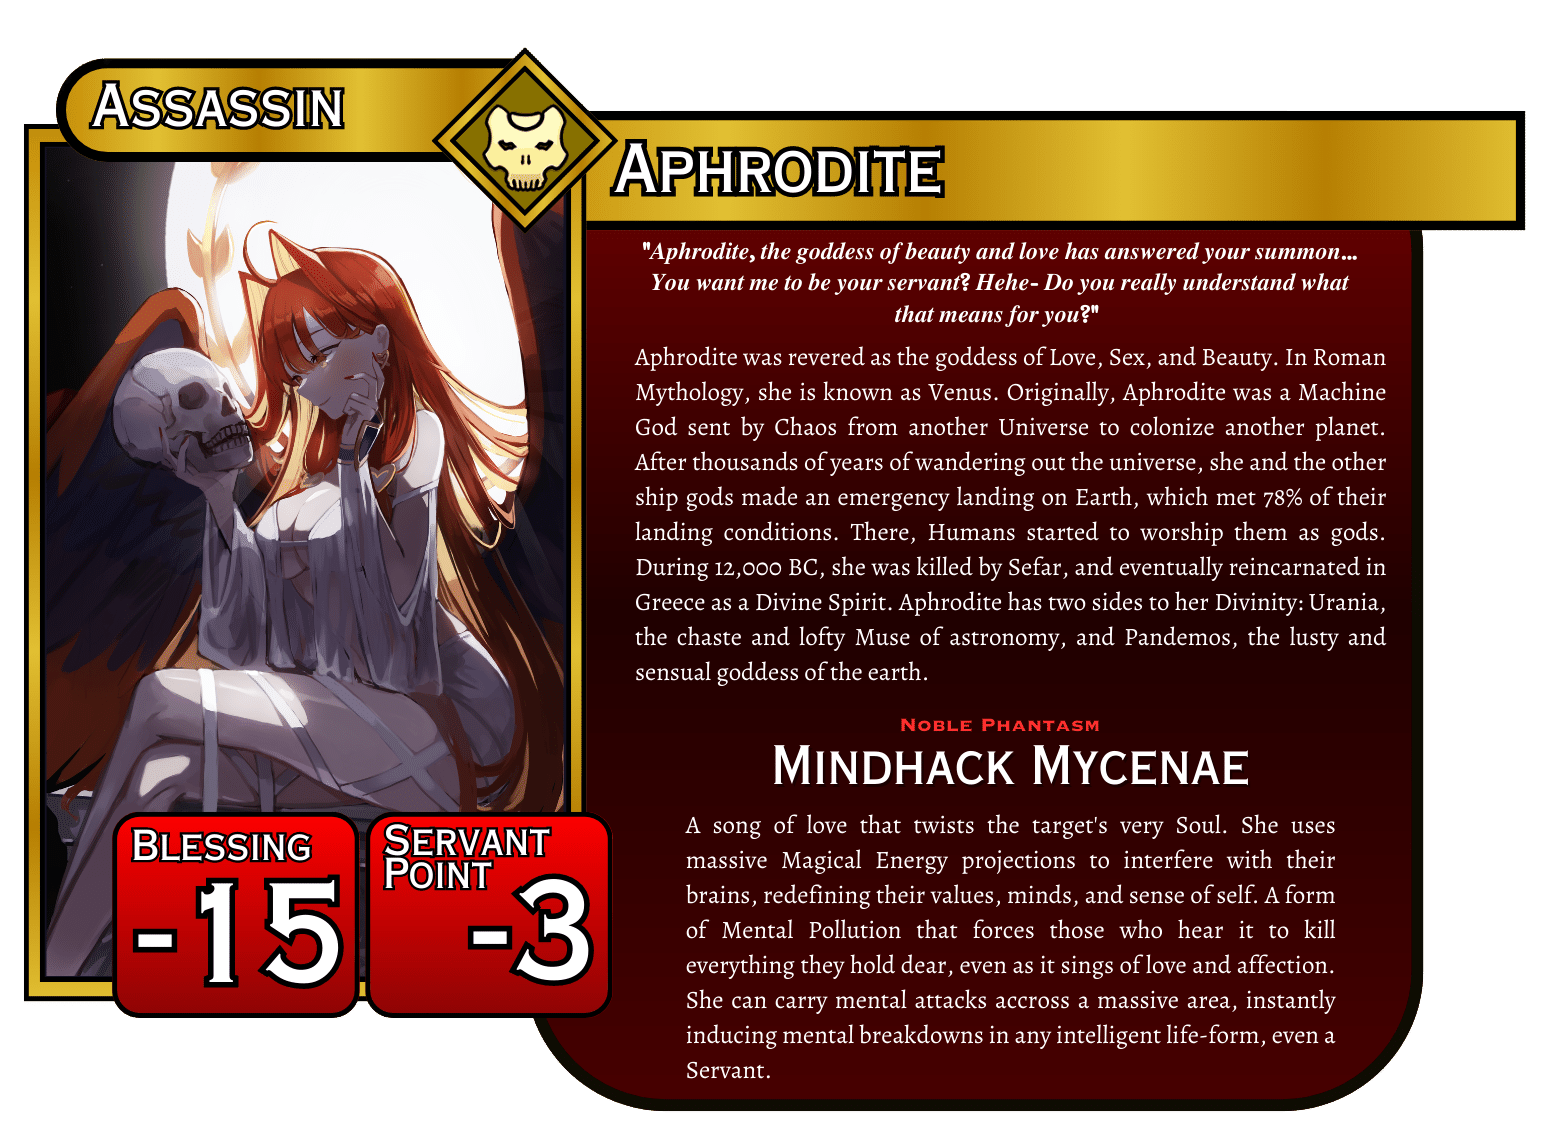 ASSASSIN
APHRODITE
"Aphrodite, the goddess of beauty and love has answered your summon...
You want me to be your servant? Hehe- Do you really understand what
that means for you?"
Aphrodite was revered as the goddess of Love, Sex, and Beauty. In Roman
Mythology, she is known as Venus. Originally, Aphrodite was a Machine
God sent by Chaos from another Universe to colonize another planet.
After thousands of years of wandering out the universe, she and the other
ship gods made an emergency landing on Earth, which met 78% of their
landing conditions. There, Humans started to worship them as gods.
During 12,000 BC, she was killed by Sefar, and eventually reincarnated in
Greece as a Divine Spirit. Aphrodite has two sides to her Divinity: Urania,
the chaste and lofty Muse of astronomy, and Pandemos, the lusty and
sensual goddess of the earth.
NOBLE PHANTASM
MINDHACK MYCENAE
A song of love that twists the target's very Soul. She uses
massive Magical Energy projections to interfere with their
brains, redefining their values, minds, and sense of self. A form
of Mental Pollution that forces those who hear it to kill
everything they hold dear, even as it sings of love and affection.
She can carry mental attacks accross a massive area, instantly
inducing mental breakdowns in any intelligent life-form, even a
Servant.
BLESSING
-15
SERVANT
POINT
-3